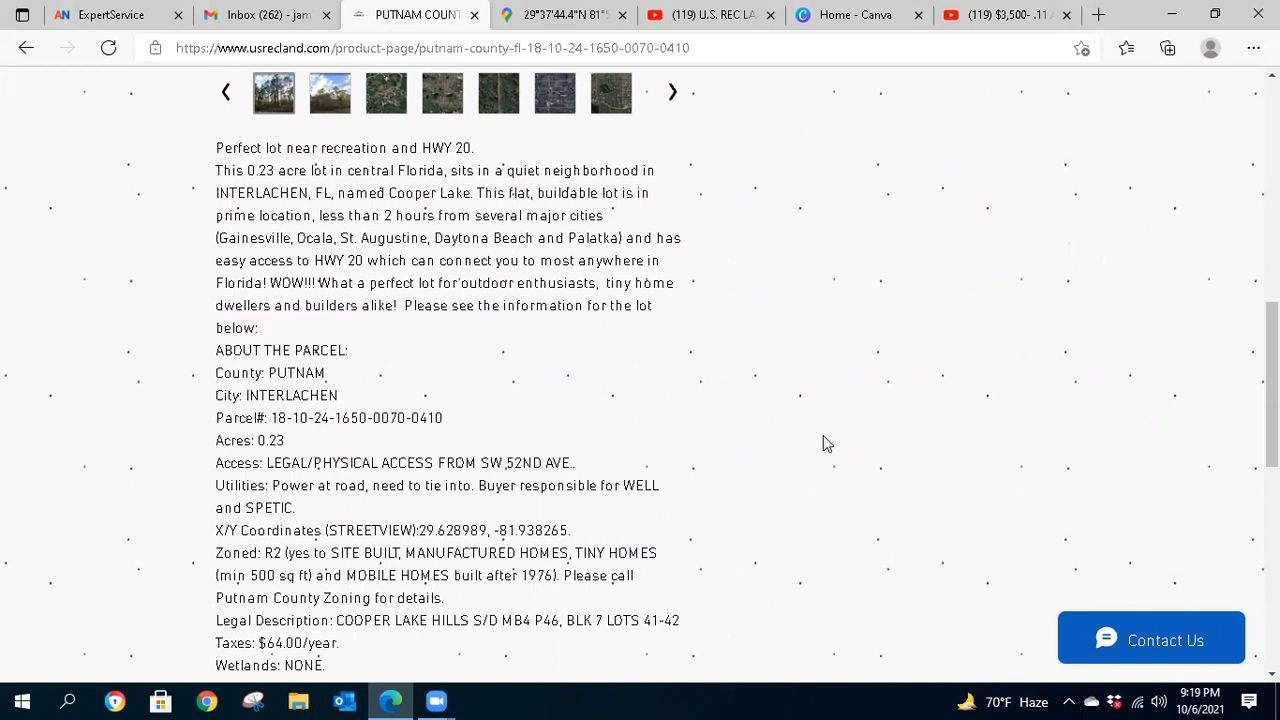 ExpertService
Inbox (262) - jam
PUTNAM COUNT
29°37'44.4"N 81°5
(119) U.S. REC LA
Home - Canva
(119) $3,500- .11 A
https://www.usrecland.com/product-page/putnam-county-fl-18-10-24-1650-0070-0410
Perfect lot near recreation and HWY 20.
This 0.23 acre lot in central Florida, sits in a quiet neighborhood in
INTERLACHEN, FL, named Cooper Lake. This flat, buildable lot is in
prime location, less than 2 hours from several major cities
(Gainesville, Ocala, St. Augustine, Daytona Beach and Palatka) and has
easy access to HWY 20 which can connect you to most anywhere in
Florida! WOW!!! What a perfect lot for outdoor enthusiasts, tiny home
dwellers and builders alike! Please see the information for the lot
below:
ABOUT THE PARCEL:
County: PUTNAM
City: INTERLACHEN
Parcel#: 18-10-24-1650-0070-0410
Acres: 0.23
Access: LEGAL/PHYSICAL ACCESS FROM SW 52ND AVE..
Utilities: Power at road, need to tie into. Buyer responsible for WELL
and SPETIC.
X/Y Coordinates (STREETVIEW):29.628989, -81.938265.
Zoned: R2 (yes to SITE BUILT, MANUFACTURED HOMES, TINY HOMES
(min 500 sq ft) and MOBILE HOMES built after 1976). Please call
Putnam County Zoning for details.
Legal Description: COOPER LAKE HILLS S/D MB4 P46, BLK 7 LOTS 41-42
Taxes: $64.00/year.
Wetlands: NONE.
Contact Us
70°F Haze
9:19 PM
10/6/2021